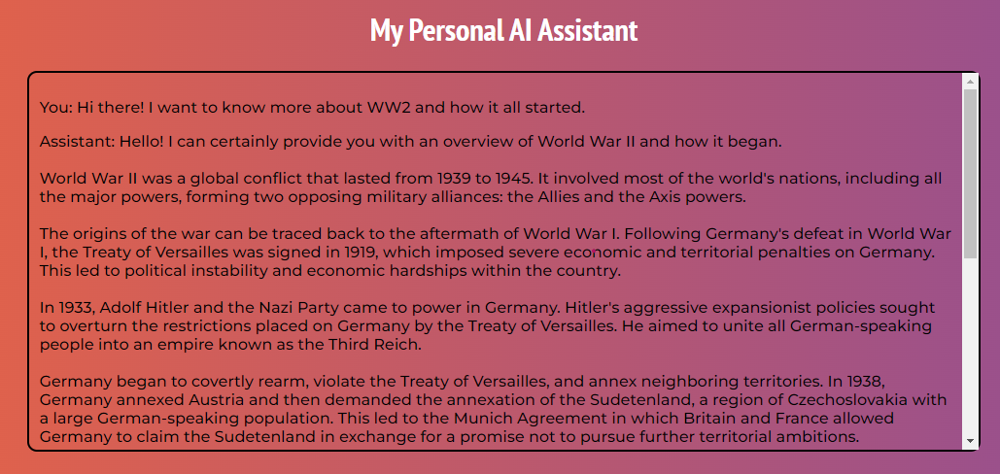 My Personal AI Assistant
You: Hi there! I want to know more about WW2 and how it all started.
Assistant: Hello! I can certainly provide you with an overview of World War II and how it began.
World War II was a global conflict that lasted from 1939 to 1945. It involved most of the world's nations, including all
the major powers, forming two opposing military alliances: the Allies and the Axis powers.
The origins of the war can be traced back to the aftermath of World War I. Following Germany's defeat in World War
I, the Treaty of Versailles was signed in 1919, which imposed severe economic and territorial penalties on Germany.
This led to political instability and economic hardships within the country.
In 1933, Adolf Hitler and the Nazi Party came to power in Germany. Hitler's aggressive expansionist policies sought
to overturn the restrictions placed on Germany by the Treaty of Versailles. He aimed to unite all German-speaking
people into an empire known as the Third Reich.
Germany began to covertly rearm, violate the Treaty of Versailles, and annex neighboring territories. In 1938,
Germany annexed Austria and then demanded the annexation of the Sudetenland, a region of Czechoslovakia with
a large German-speaking population. This led to the Munich Agreement in which Britain and France allowed
Germany to claim the Sudetenland in exchange for a promise not to pursue further territorial ambitions.